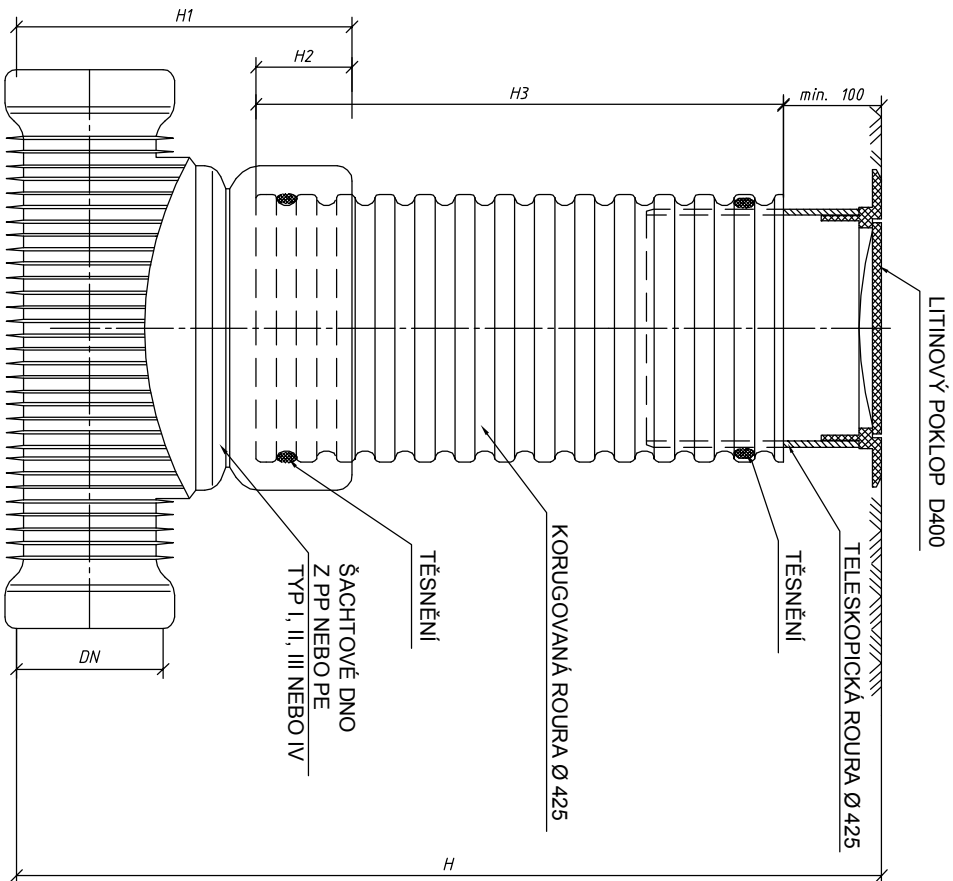 H1
H2
H3
min. 100
LITINOVÝ POKLOP D400
TELESKOPICKÁ ROURA Ø 425
TĚSNĚNÍ
KORUGOVANÁ ROURA Ø 425
TĚSNĚNÍ
ŠACHTOVÉ DNO
Z PP NEBO PE
TYP I, II, III NEBO IV
DN
H